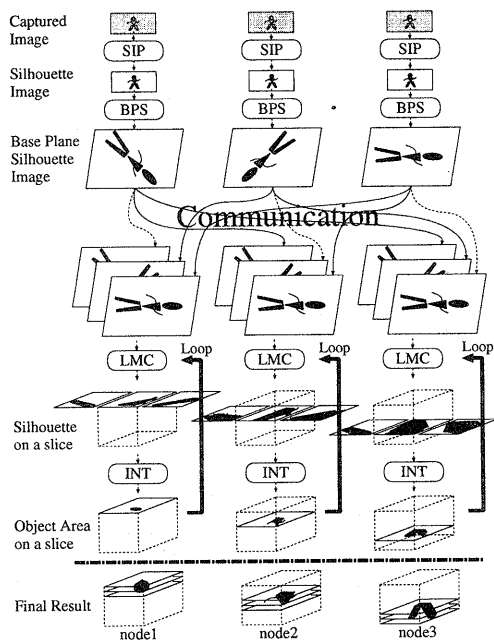 Captured
Image
SIP SIP SIP
Silhouette
Image
BPS BPS BPS
Base Plane
Silhouette
Image
Communication
Loop Loop Loop
LMC LMC LMC
Silhouette
on a slice
INT INT INT
Object Area
on a slice
Final Result
node1 node2 node3